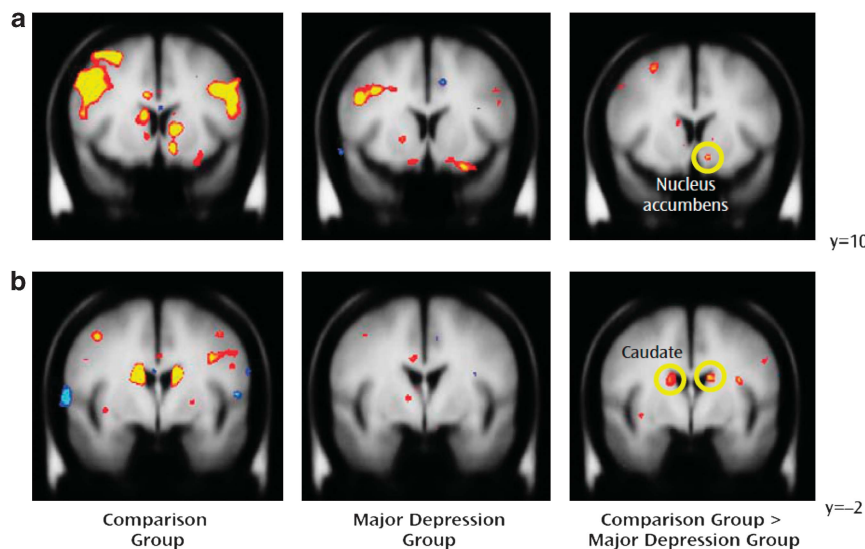 a
Nucleus
accumbens
y=10
b
Caudate
y=–2
Comparison
Group
Major Depression
Group
Comparison Group >
Major Depression Group